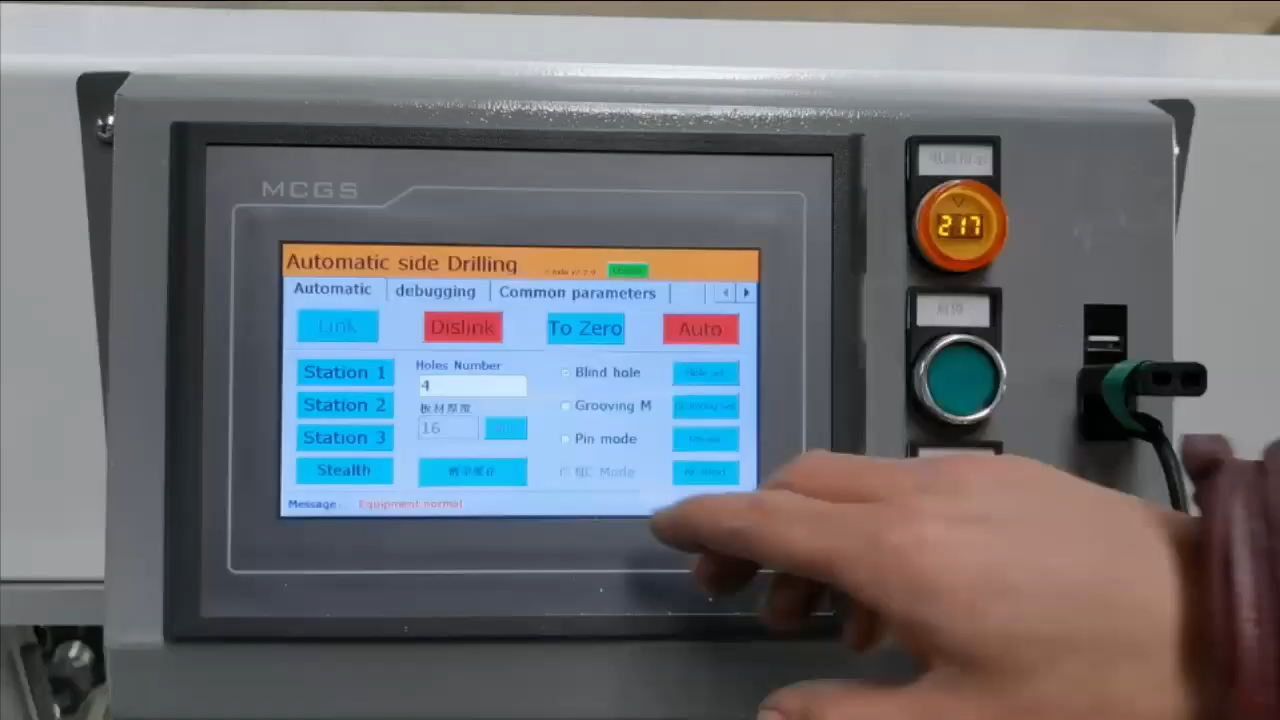 MCGS
217
Automatic side Drilling
Automatic debugging Common parameters
Link Dislink To Zero Auto
Station 1
Station 2
Station 3
Stealth
Holes Number
4
板材厚度
16
Blind hole
Grooving M
Pin mode
NC Mode
Message: Equipment normal